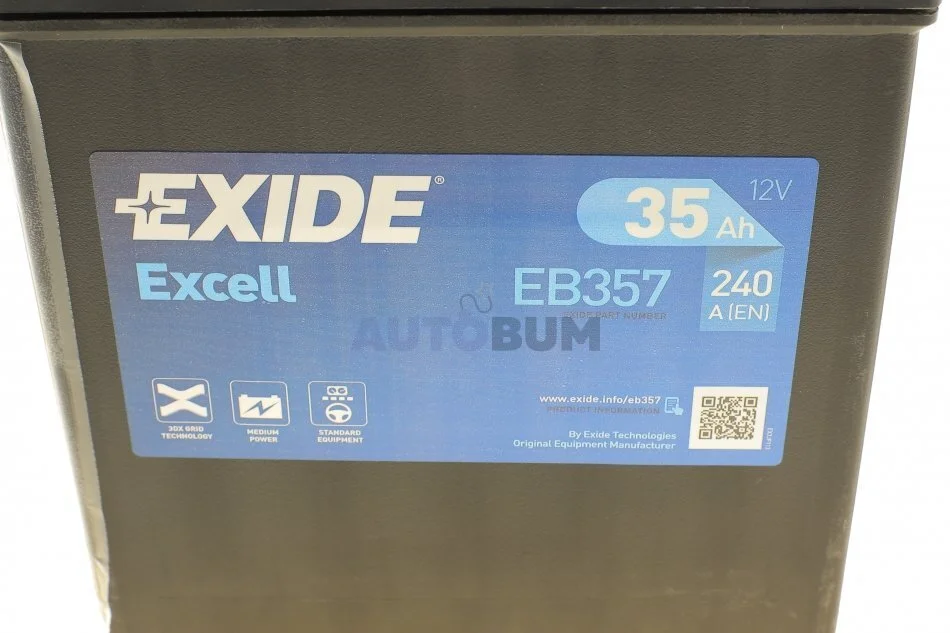 EXIDE®
Excell
35 Ah
12V
EB357
EXIDE PART NUMBER
240
A (EN)
AUTOBUM
3DX GRID
TECHNOLOGY
MEDIUM
POWER
STANDARD
EQUIPMENT
www.exide.info/eb357
PRODUCT INFORMATION
By Exide Technologies
Original Equipment Manufacturer